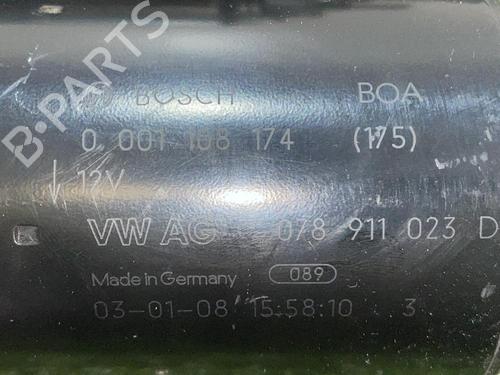 B-PARTS
BOSCH BOA
0 001 108 174 (175)
12V
VW AG 078 911 023 D
Made in Germany 089
03-01-08 15:58:10 3